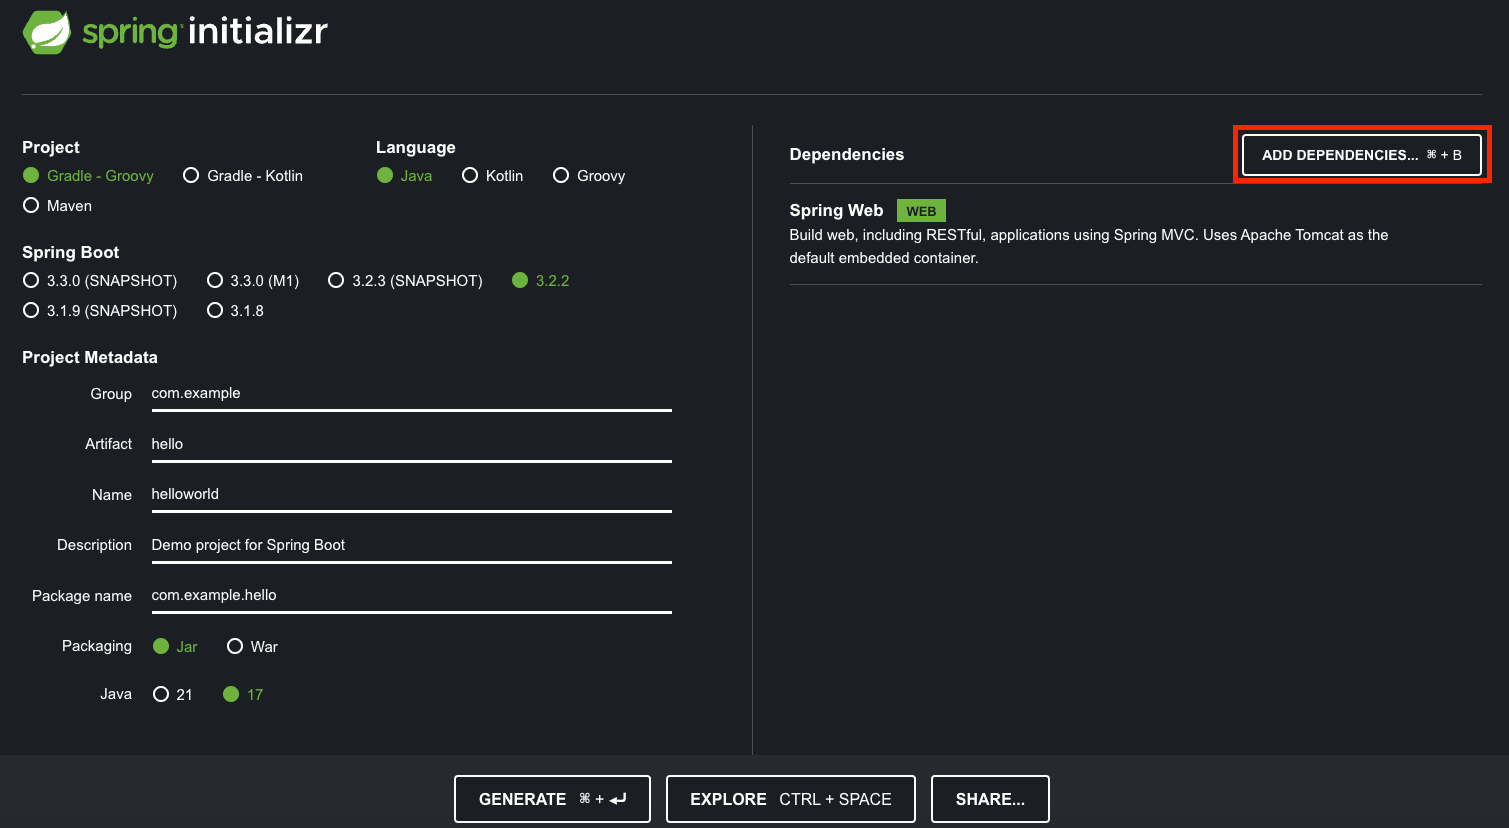 spring initializr
Project
Gradle - Groovy Gradle - Kotlin
Maven
Language
Java Kotlin Groovy
Spring Boot
3.3.0 (SNAPSHOT) 3.3.0 (M1) 3.2.3 (SNAPSHOT) 3.2.2
3.1.9 (SNAPSHOT) 3.1.8
Project Metadata
Group com.example
Artifact hello
Name helloworld
Description Demo project for Spring Boot
Package name com.example.hello
Packaging Jar War
Java 21 17
Dependencies ADD DEPENDENCIES... ⌘ + B
Spring Web WEB
Build web, including RESTful, applications using Spring MVC. Uses Apache Tomcat as the
default embedded container.
GENERATE ⌘ + ⏎ EXPLORE CTRL + SPACE SHARE...